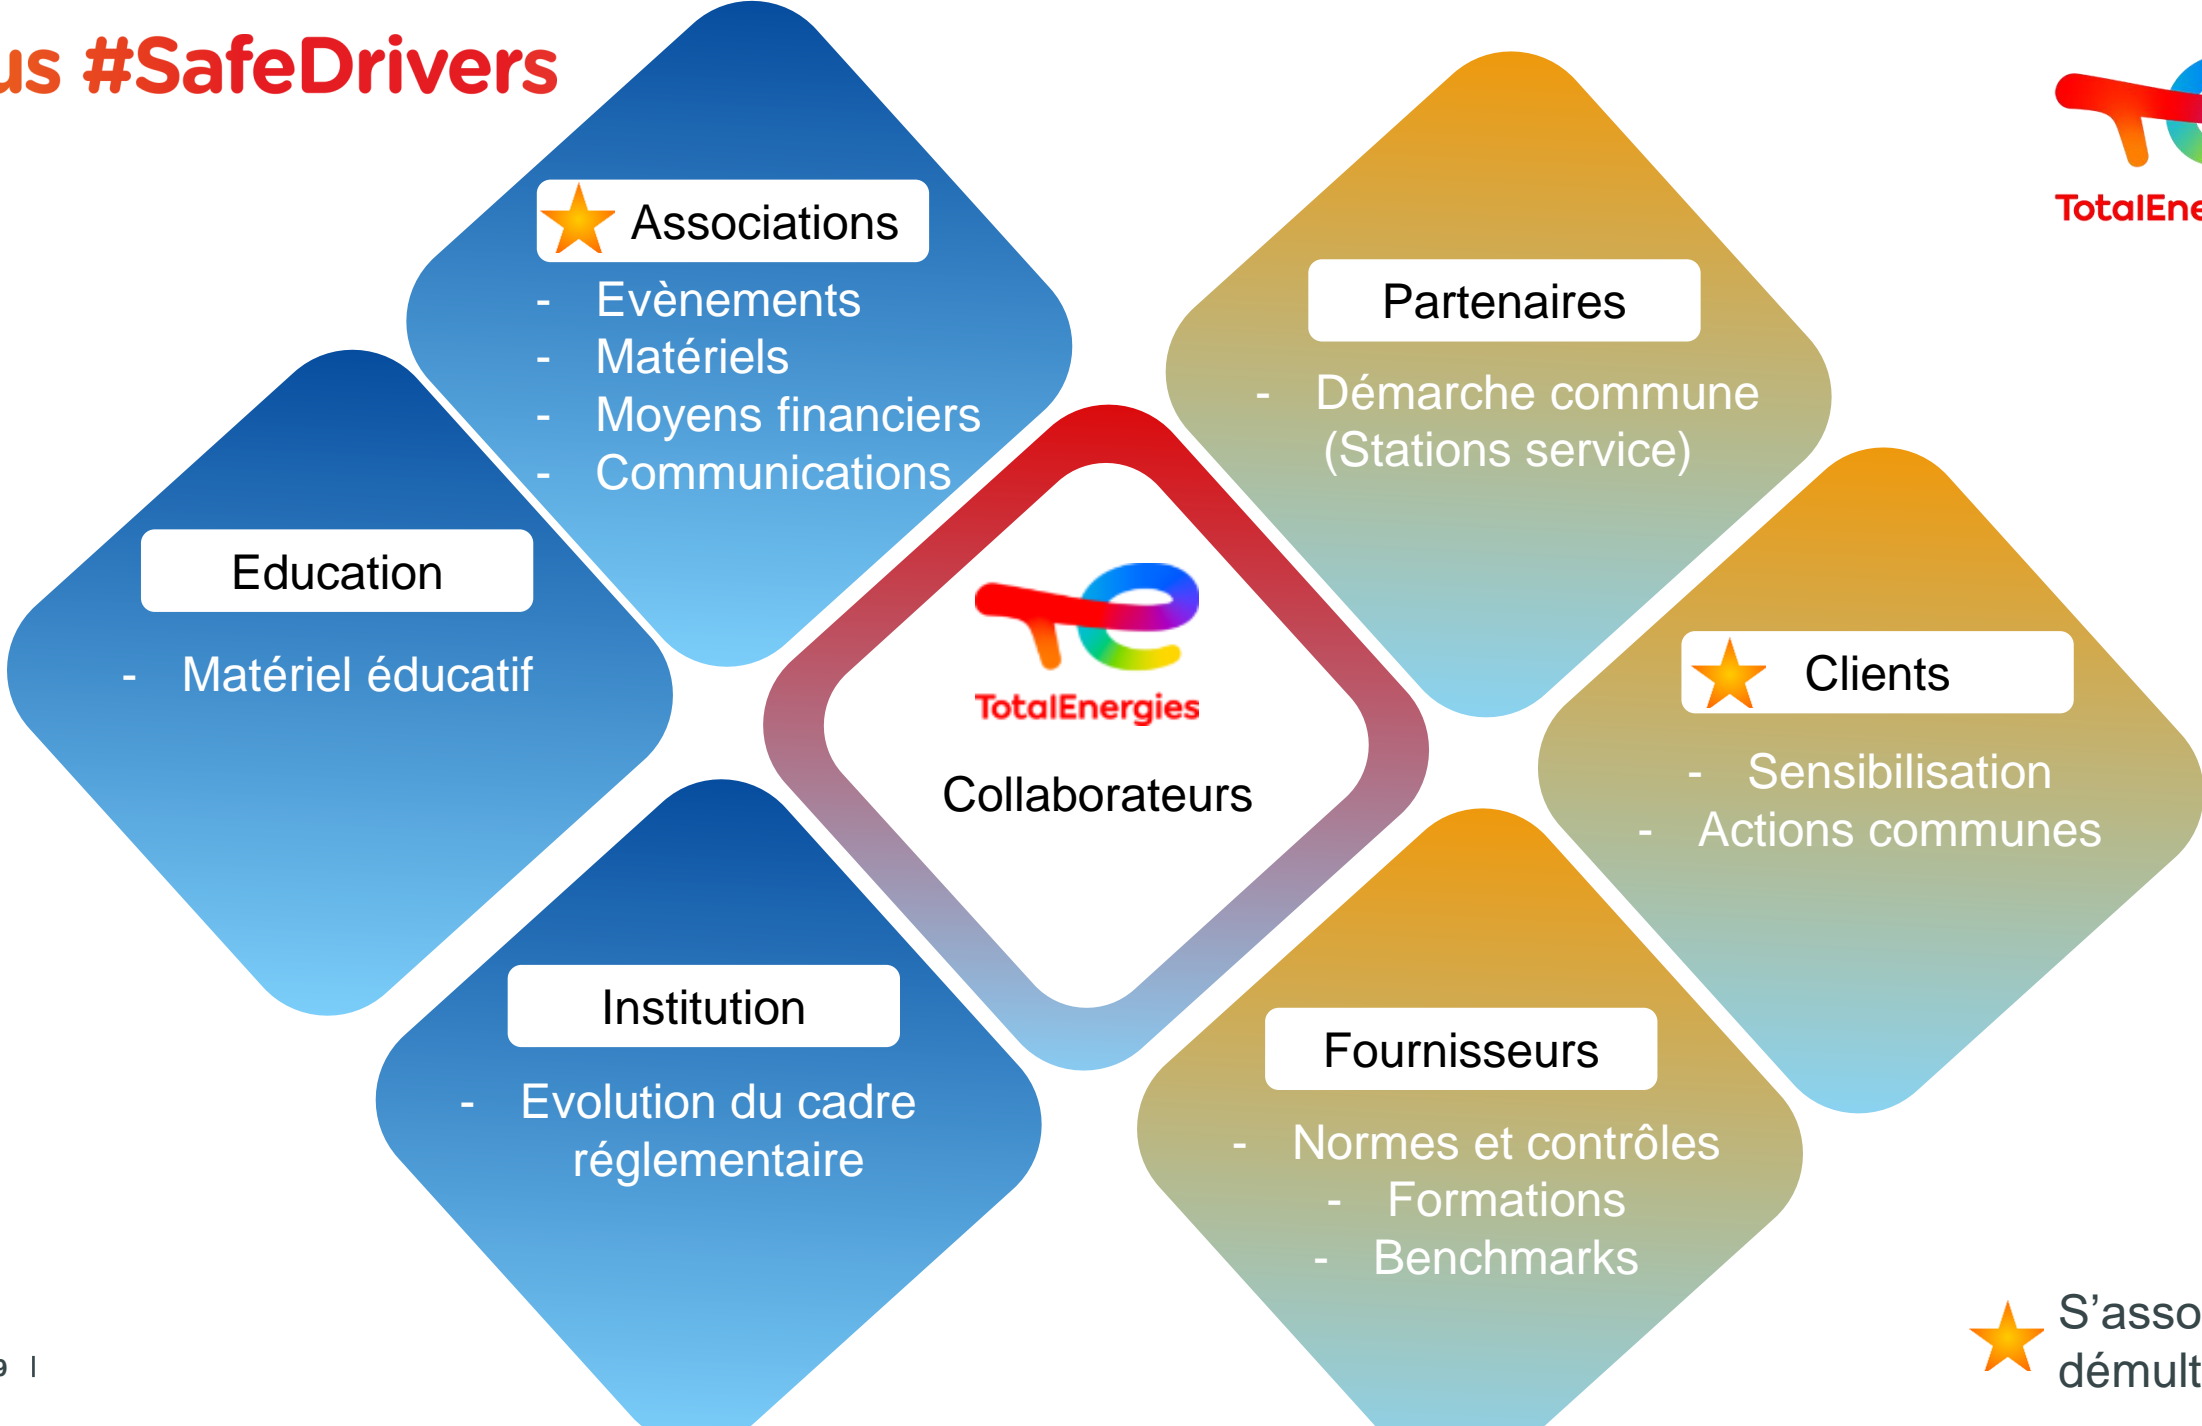 us #SafeDrivers
TotalEne
Associations
- Evènements
- Matériels
- Moyens financiers
- Communications
Partenaires
- Démarche commune
(Stations service)
Education
- Matériel éducatif
TotalEnergies
Collaborateurs
Clients
- Sensibilisation
- Actions communes
Institution
- Evolution du cadre
réglementaire
Fournisseurs
- Normes et contrôles
- Formations
- Benchmarks
S’asso
démult
9 |